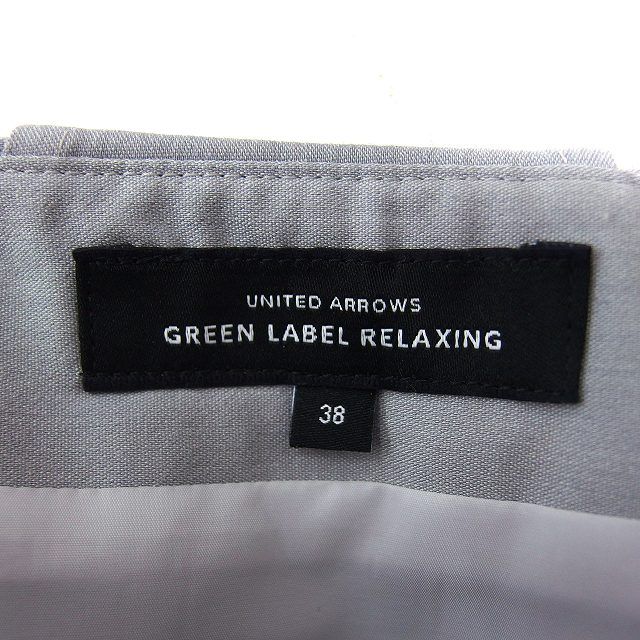 UNITED ARROWS
GREEN LABEL RELAXING
38